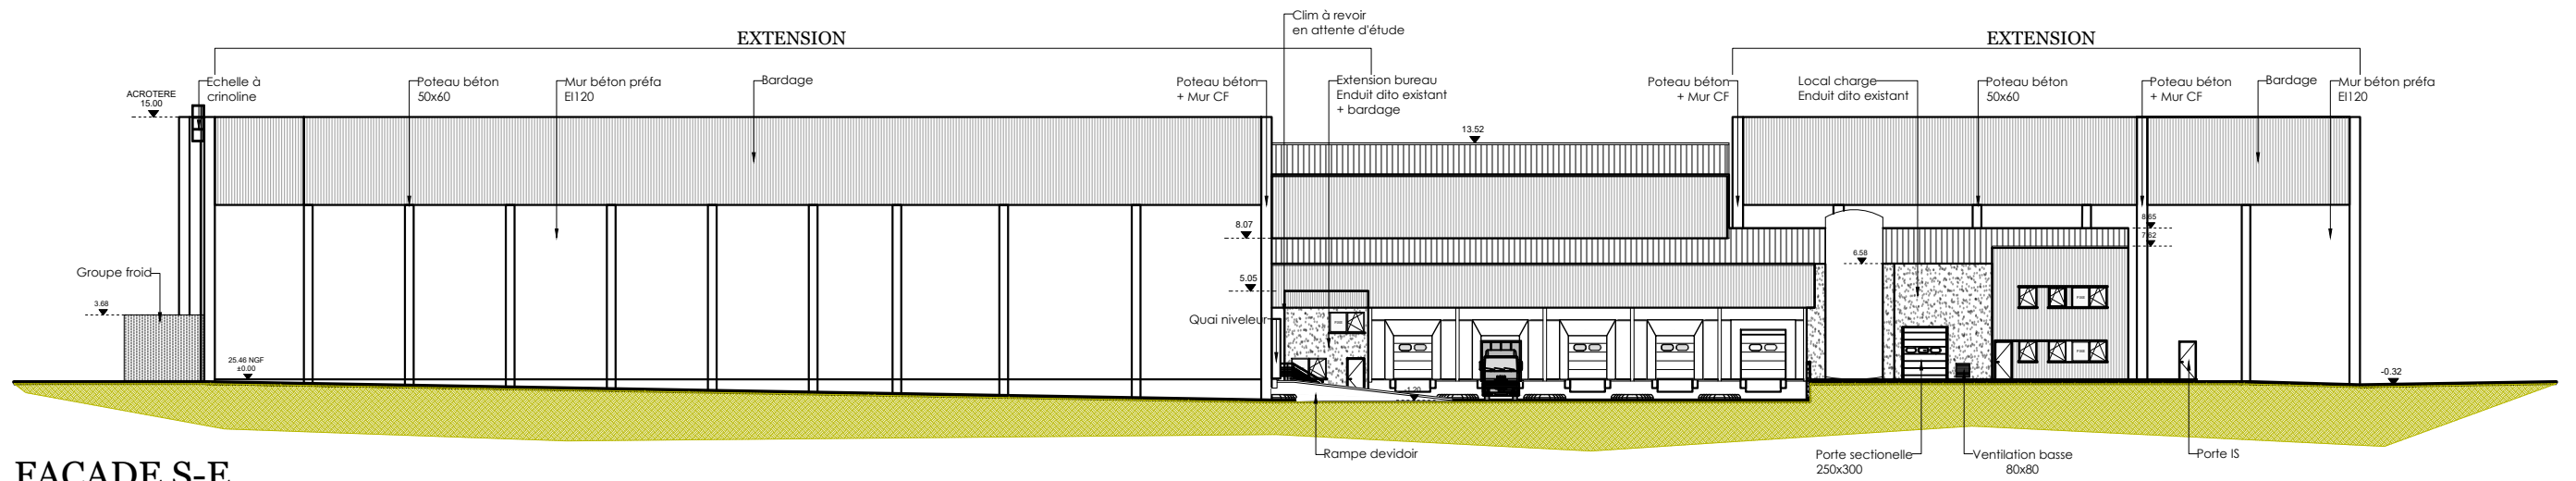 Clim à revoir
en attente d'étude
EXTENSION
EXTENSION
Echelle à
crinoline
Poteau béton
50x60
Mur béton préfa
EI120
Bardage
Poteau béton
+ Mur CF
Extension bureau
Enduit dito existant
+ bardage
Poteau béton
+ Mur CF
Local charge
Enduit dito existant
Poteau béton
50x60
Poteau béton
+ Mur CF
Bardage
Mur béton préfa
EI120
ACROTERE
15.00
13.52
8.07
8.65
7.62
6.58
5.05
Groupe froid
3.68
Quai niveleur
25.46 NGF
±0.00
-1.20
-0.32
Rampe devidoir
Porte sectionelle
250x300
Ventilation basse
80x80
Porte IS
FACADE S-E